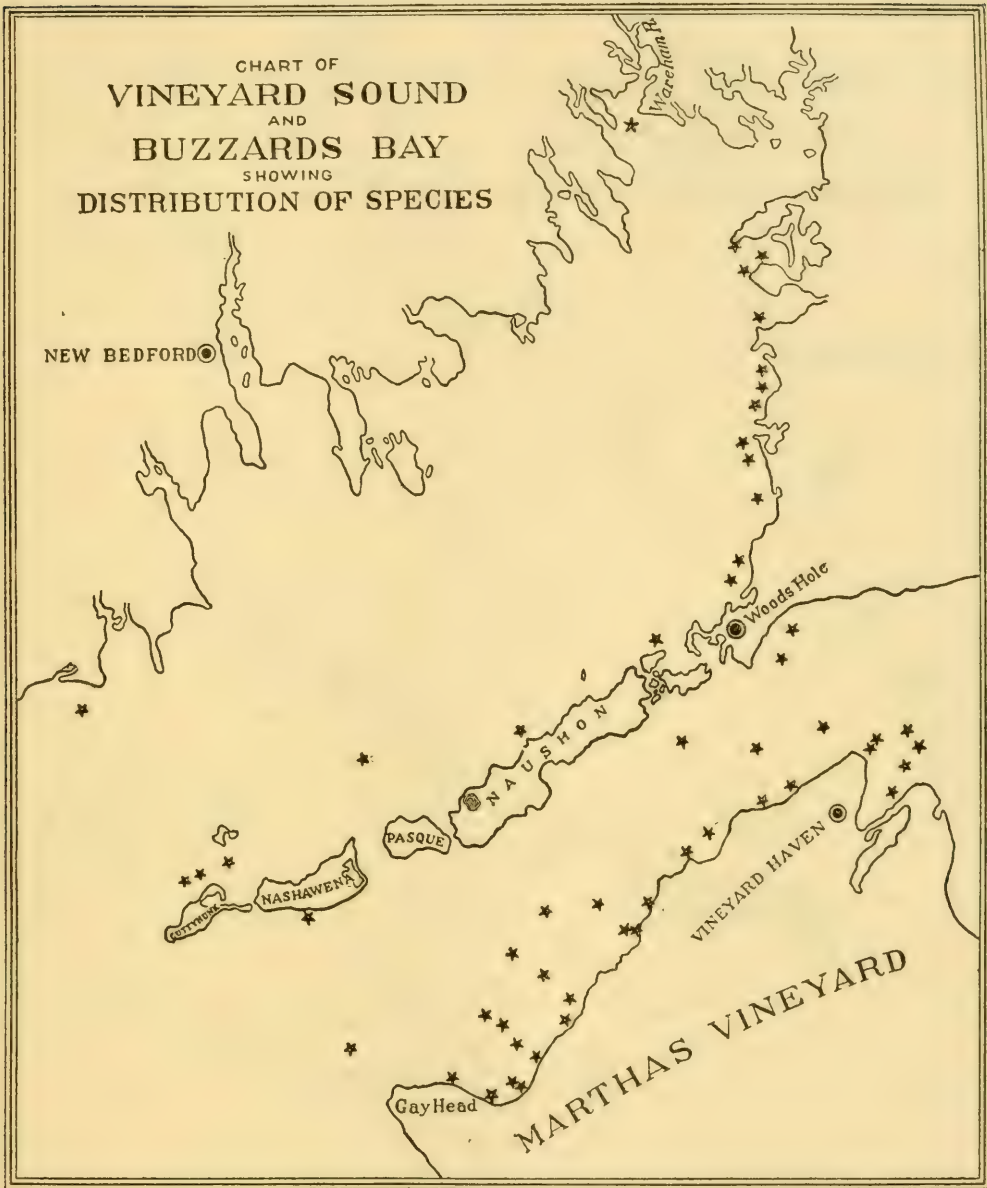 CHART OF
VINEYARD SOUND
AND
BUZZARDS BAY
SHOWING
DISTRIBUTION OF SPECIES
Wareham R.
NEW BEDFORD
Woods Hole
NAUSHON
PASQUE
NASHAWENA
CUTTYHUNK
VINEYARD HAVEN
MARTHAS VINEYARD
Gay Head